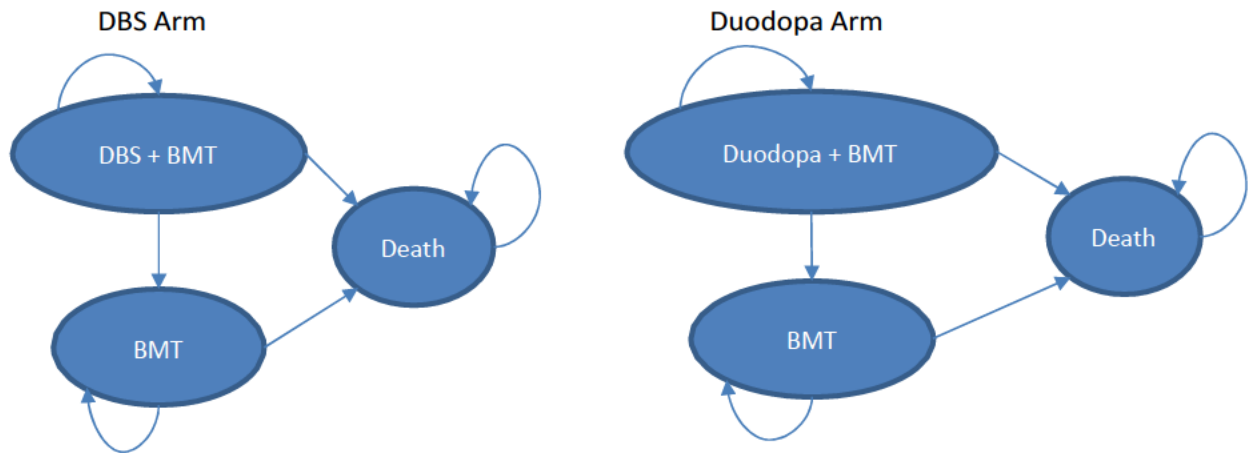 DBS Arm
DBS + BMT
Death
BMT
Duodopa Arm
Duodopa + BMT
Death
BMT